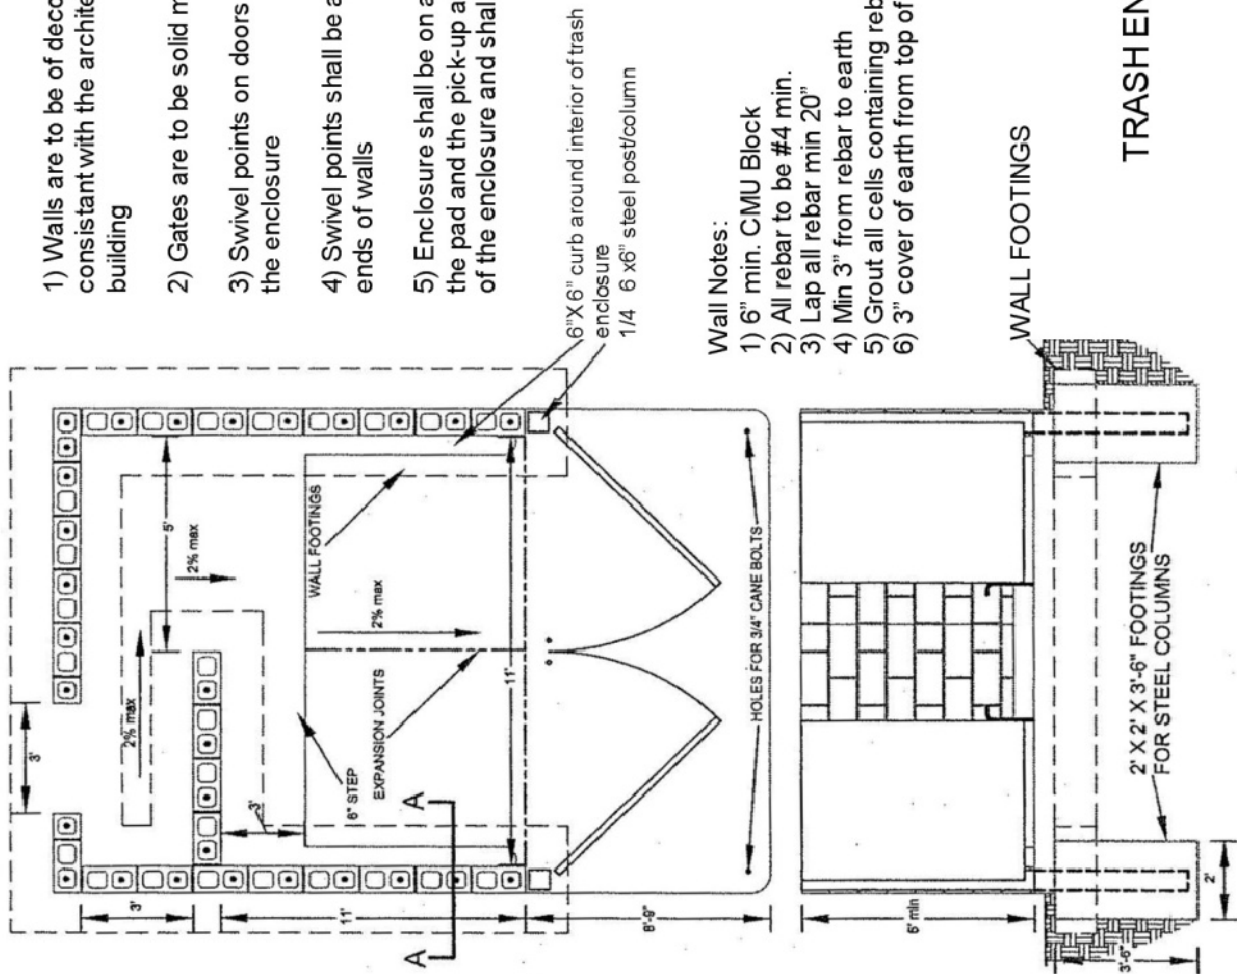 1) Walls are to be of deco
consistant with the archite
building
2) Gates are to be solid m
3) Swivel points on doors
the enclosure
4) Swivel points shall be a
ends of walls
5) Enclosure shall be on a
the pad and the pick-up a
of the enclosure and shal
6"X 6" curb around interior of trash
enclosure
1/4 6 x6" steel post/column
Wall Notes:
1) 6" min. CMU Block
2) All rebar to be #4 min.
3) Lap all rebar min 20"
4) Min 3" from rebar to earth
5) Grout all cells containing reb
6) 3" cover of earth from top of
WALL FOOTINGS
TRASH EN
3'
2% max
5'
2% max
WALL FOOTINGS
2% max
6" STEP
EXPANSION JOINTS
3'
11'
A
A
3'
11'
8'-9"
HOLES FOR 3/4" CANE BOLTS
2' X 2' X 3'-6" FOOTINGS
FOR STEEL COLUMNS
2'
3'-6"